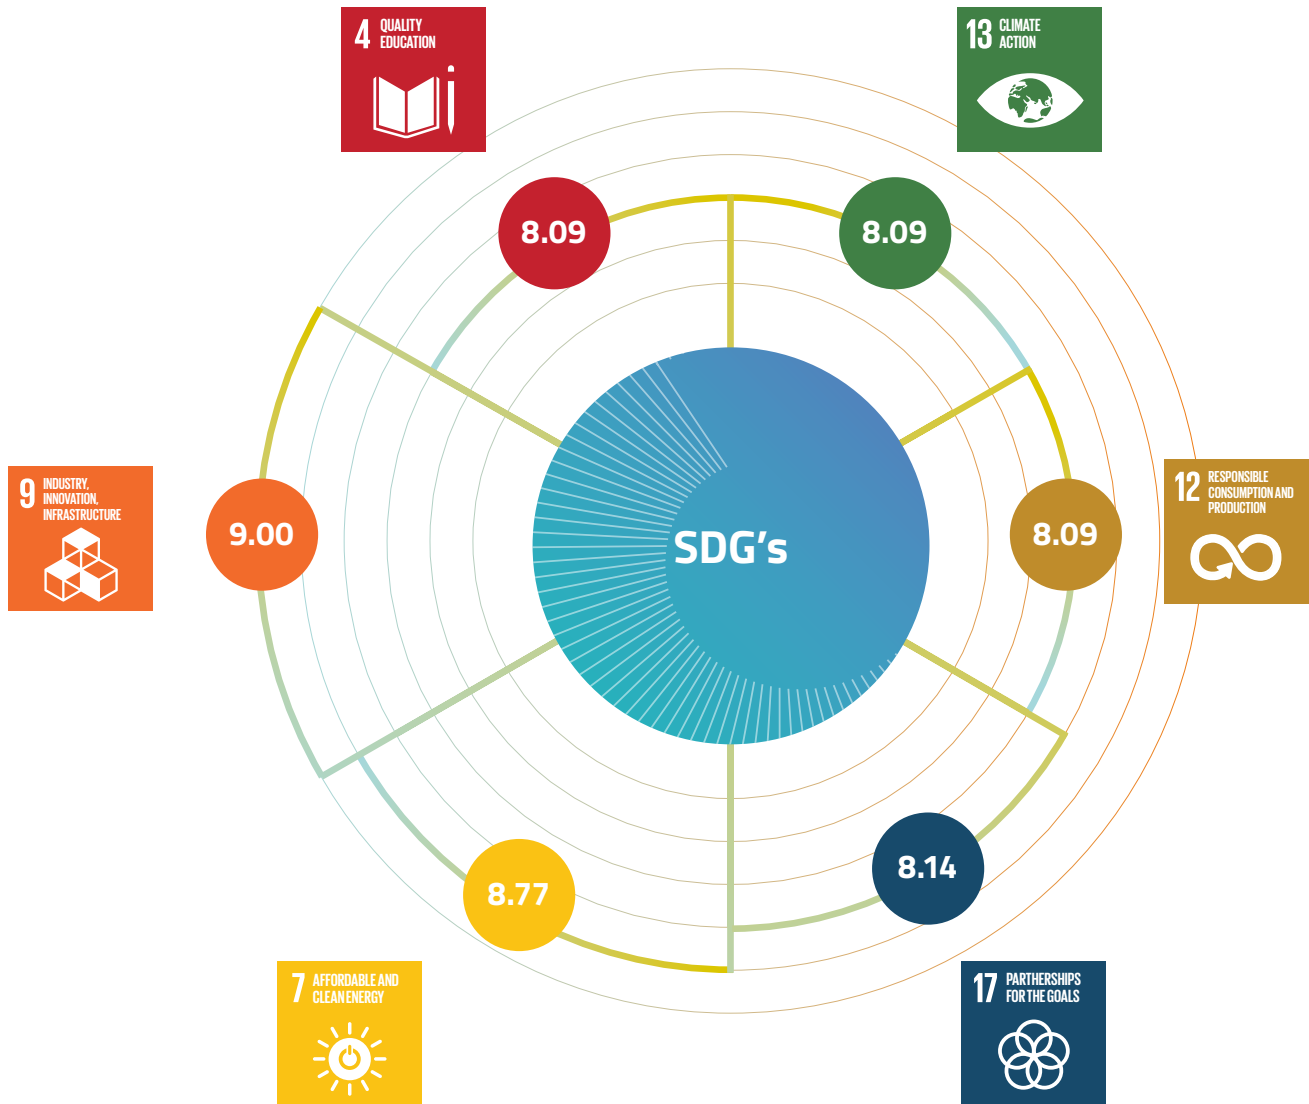 4 QUALITY
EDUCATION
13 CLIMATE
ACTION
8.09
8.09
9 INDUSTRY,
INNOVATION,
INFRASTRUCTURE
9.00
SDG's
8.09
12 RESPONSIBLE
CONSUMPTION AND
PRODUCTION
8.77
8.14
7 AFFORDABLE AND
CLEAN ENERGY
17 PARTHERSHIPS
FOR THE GOALS